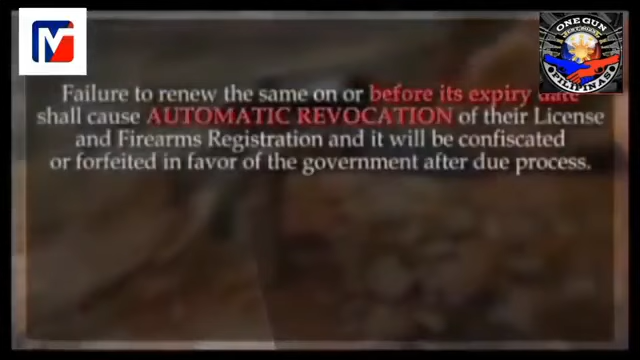 ONE GUN
PILIPINAS
Failure to renew the same on or before its expiry date
shall cause AUTOMATIC REVOCATION of their License
and Firearms Registration and it will be confiscated
or forfeited in favor of the government after due process.